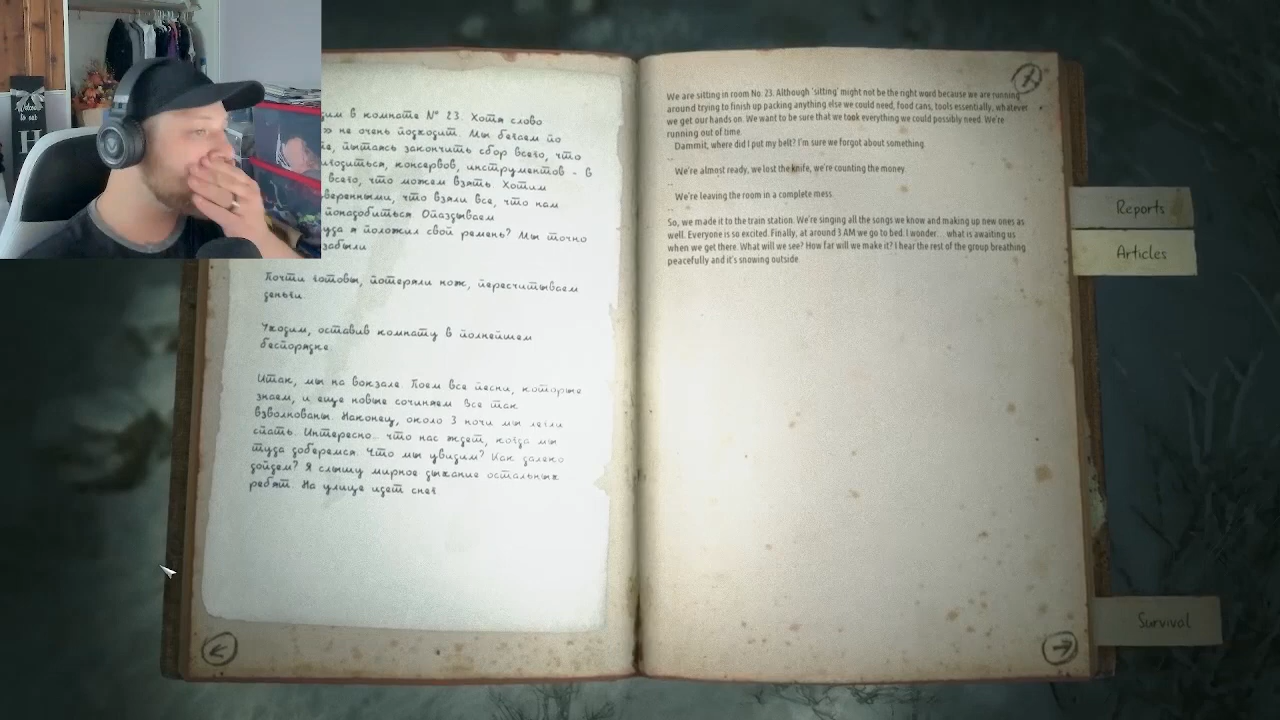 Welcome
to our
H
им в комнате № 23. Хотя слово
не очень подходит. Мы бегаем по
пытаясь закончить сбор всего, что
игодиться, консервов, инструментов - в
всего, что можем взять. Хотим
веренными, что взяли все, что нам
понадобиться. Опаздываем
уда я положил свой ремень? Мы точно
забыли
Почти готовы, потеряли нож, пересчитываем
деньги.
Уходим, оставив комнату в полнейшем
беспорядке.
Итак, мы на вокзале. Поем все песни, которые
знаем, и еще новые сочиняем. Все так
взволнованы. Наконец, около 3 ночи мы легли
спать. Интересно... что нас ждет, когда мы
туда доберемся. Что мы увидим? Как далеко
дойдем? Я слышу мирное дыхание остальных
ребят. На улице идет снег
We are sitting in room No. 23. Although 'sitting' might not be the right word because we are running
around trying to finish up packing anything else we could need, food cans, tools essentially, whatever
we get our hands on. We want to be sure that we took everything we could possibly need. We're
running out of time.
Dammit, where did I put my belt? I'm sure we forgot about something.
...
We're almost ready, we lost the knife, we're counting the money.
...
We're leaving the room in a complete mess.
...
So, we made it to the train station. We're singing all the songs we know and making up new ones as
well. Everyone is so excited. Finally, at around 3 AM we go to bed. I wonder... what is awaiting us
when we get there. What will we see? How far will we make it? I hear the rest of the group breathing
peacefully and it's snowing outside.
Reports
Articles
Survival